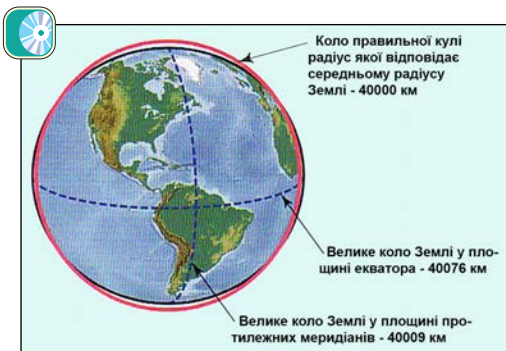 Коло правильної кулі
радіус якої відповідає
середньому радіусу
Землі - 40000 км
Велике коло Землі у пло-
щині екватора - 40076 км
Велике коло Землі у площині про-
тилежних меридіанів - 40009 км